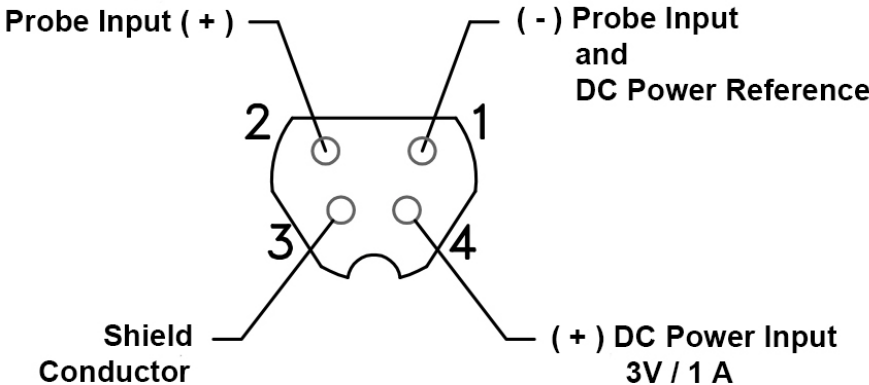 Probe Input ( + )
( - ) Probe Input
and
DC Power Reference
2
1
3
4
Shield
Conductor
( + ) DC Power Input
3V / 1 A